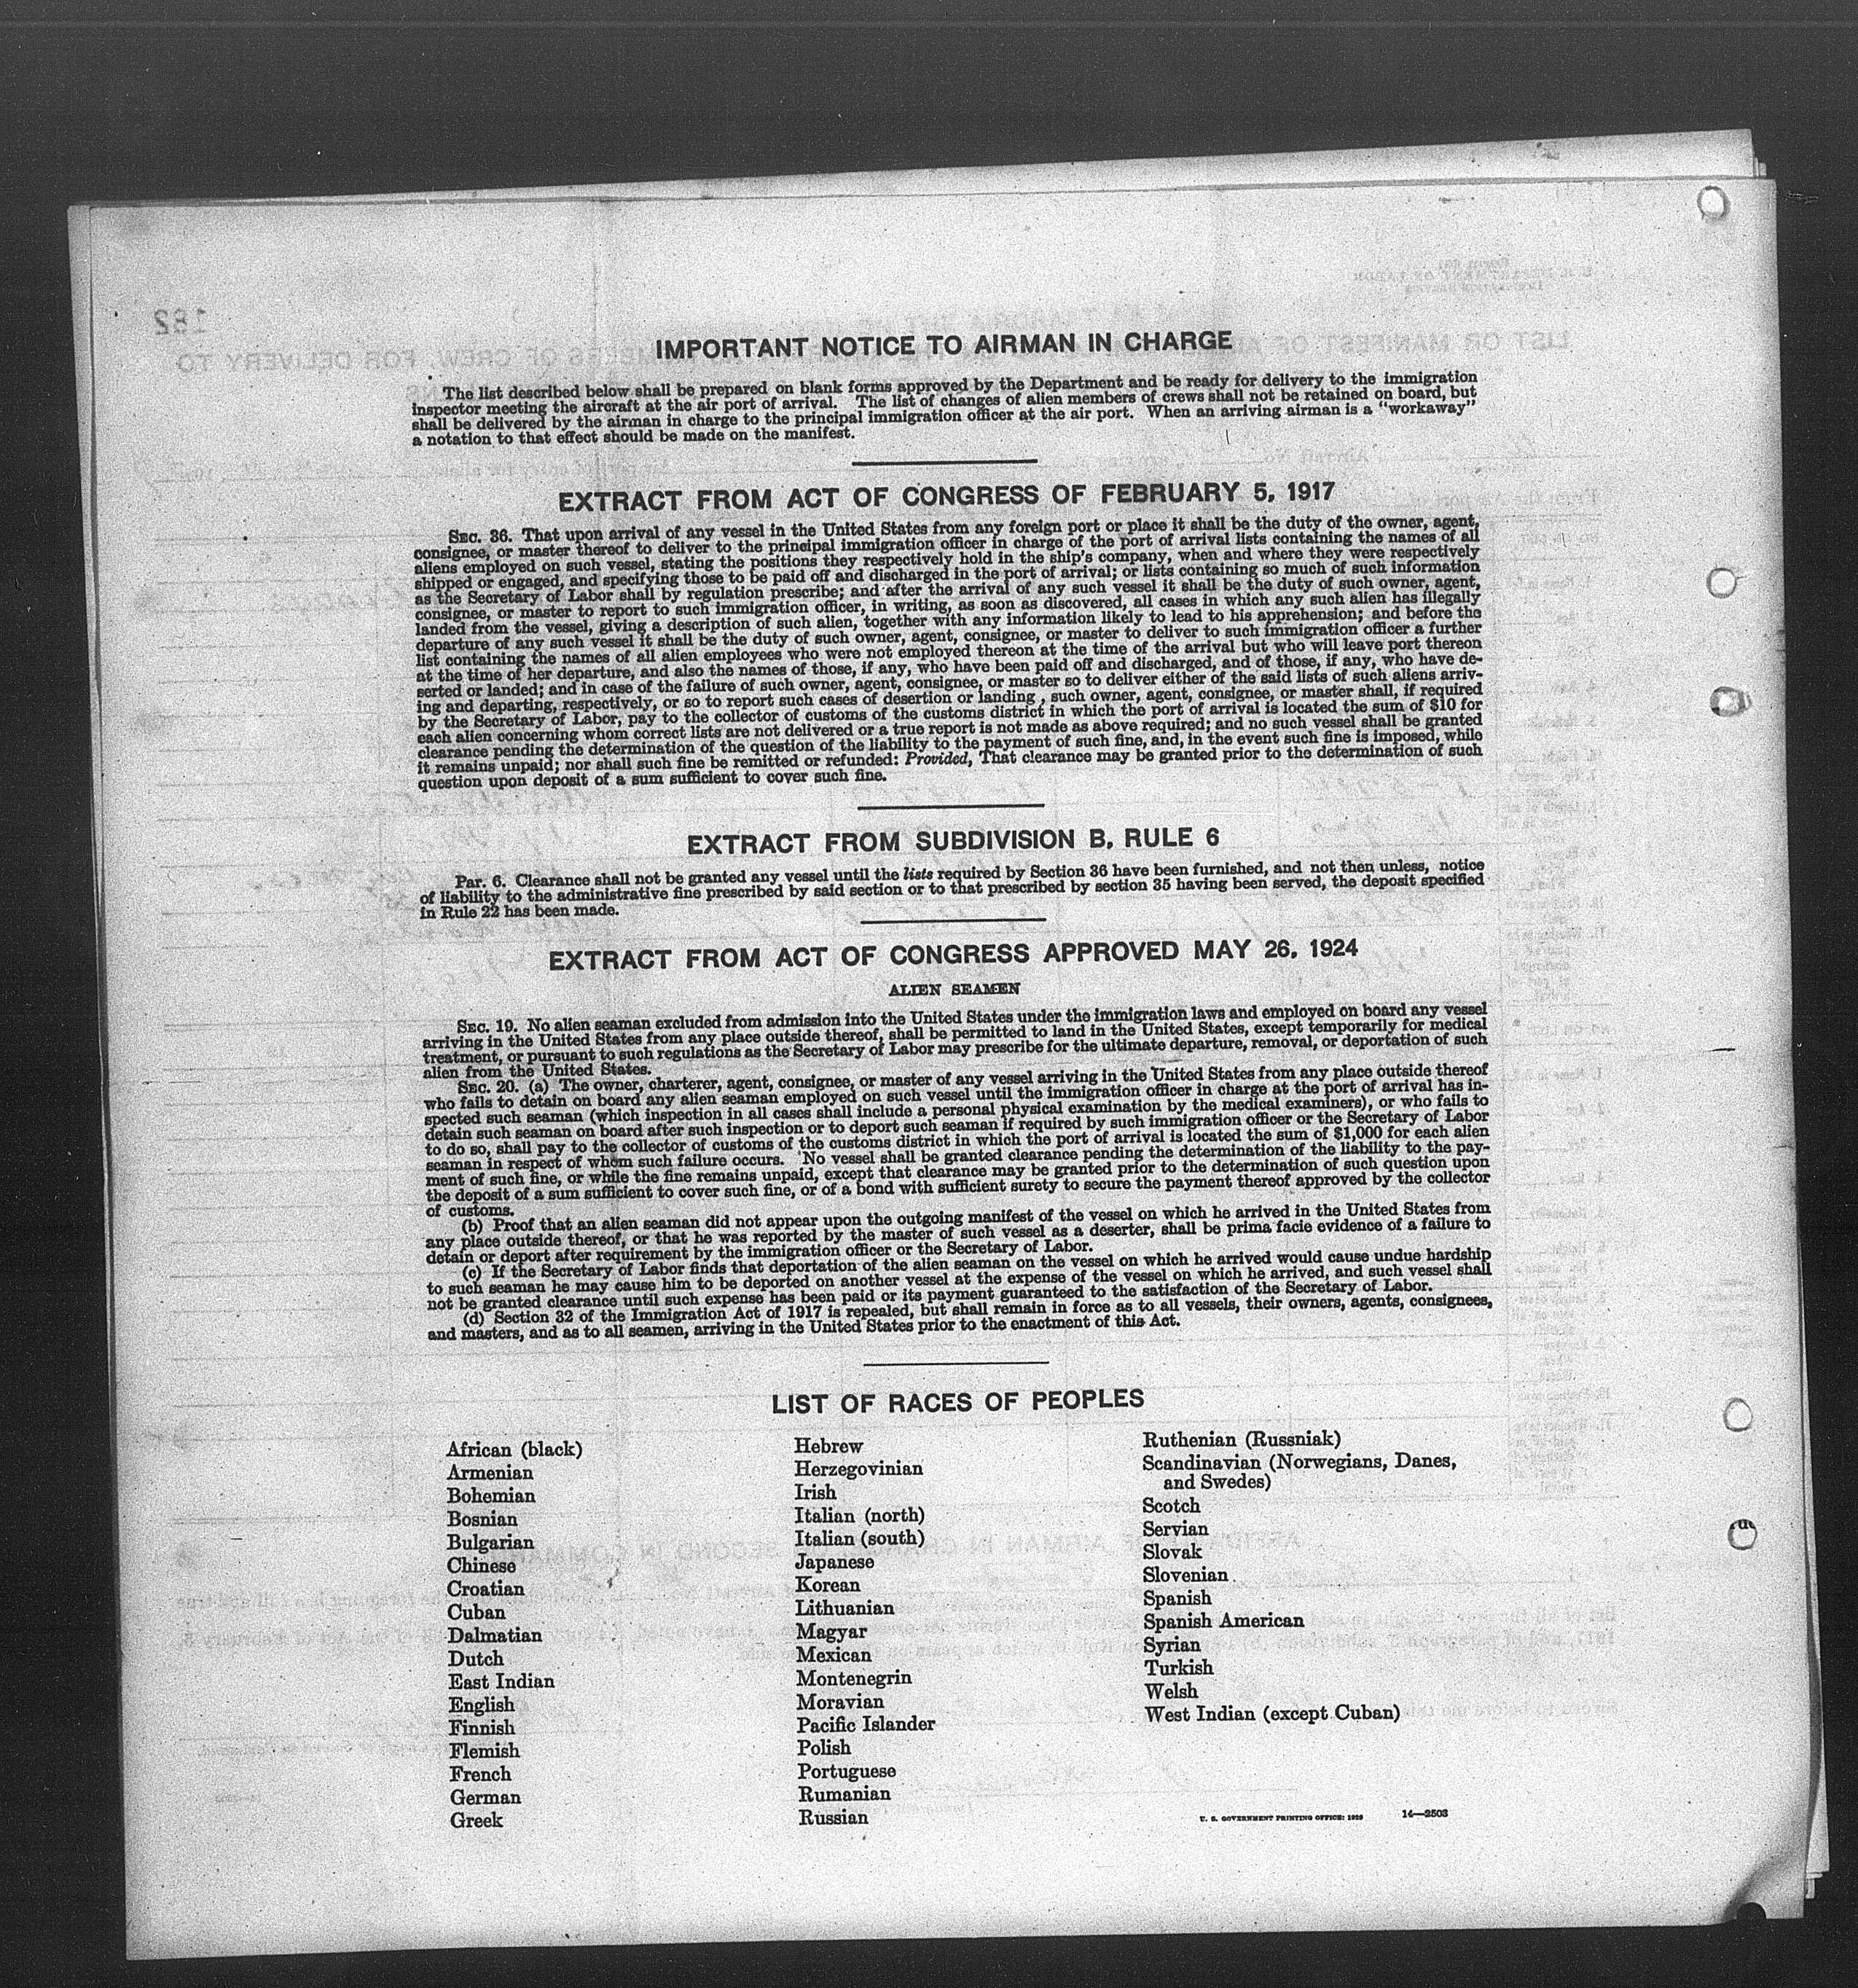 IMPORTANT NOTICE TO AIRMAN IN CHARGE
The list described below shall be prepared on blank forms approved by the Department and be ready for delivery to the immigration
inspector meeting the aircraft at the air port of arrival. The list of changes of alien members of crews shall not be retained on board, but
shall be delivered by the airman in charge to the principal immigration officer at the air port. When an arriving airman is a "workaway"
a notation to that effect should be made on the manifest.
EXTRACT FROM ACT OF CONGRESS OF FEBRUARY 5, 1917
SEC. 36. That upon arrival of any vessel in the United States from any foreign port or place it shall be the duty of the owner, agent,
consignee, or master thereof to deliver to the principal immigration officer in charge of the port of arrival lists containing the names of all
aliens employed on such vessel, stating the positions they respectively hold in the ship's company, when and where they were respectively
shipped or engaged, and specifying those to be paid off and discharged in the port of arrival; or lists containing so much of such information
as the Secretary of Labor shall by regulation prescribe; and after the arrival of any such vessel it shall be the duty of such owner, agent,
consignee, or master to report to such immigration officer, in writing, as soon as discovered, all cases in which any such alien has illegally
landed from the vessel, giving a description of such alien, together with any information likely to lead to his apprehension; and before the
departure of any such vessel it shall be the duty of such owner, agent, consignee, or master to deliver to such immigration officer a further
list containing the names of all alien employees who were not employed thereon at the time of the arrival but who will leave port thereon
at the time of her departure, and also the names of those, if any, who have been paid off and discharged, and of those, if any, who have de-
serted or landed; and in case of the failure of such owner, agent, consignee, or master so to deliver either of the said lists of such aliens arriv-
ing and departing, respectively, or so to report such cases of desertion or landing , such owner, agent, consignee, or master shall, if required
by the Secretary of Labor, pay to the collector of customs of the customs district in which the port of arrival is located the sum of $10 for
each alien concerning whom correct lists are not delivered or a true report is not made as above required; and no such vessel shall be granted
clearance pending the determination of the question of the liability to the payment of such fine, and, in the event such fine is imposed, while
it remains unpaid; nor shall such fine be remitted or refunded: Provided, That clearance may be granted prior to the determination of such
question upon deposit of a sum sufficient to cover such fine.
EXTRACT FROM SUBDIVISION B, RULE 6
Par. 6. Clearance shall not be granted any vessel until the lists required by Section 36 have been furnished, and not then unless, notice
of liability to the administrative fine prescribed by said section or to that prescribed by section 35 having been served, the deposit specified
in Rule 22 has been made.
EXTRACT FROM ACT OF CONGRESS APPROVED MAY 26, 1924
ALIEN SEAMEN
SEC. 19. No alien seaman excluded from admission into the United States under the immigration laws and employed on board any vessel
arriving in the United States from any place outside thereof, shall be permitted to land in the United States, except temporarily for medical
treatment, or pursuant to such regulations as the Secretary of Labor may prescribe for the ultimate departure, removal, or deportation of such
alien from the United States.
SEC. 20. (a) The owner, charterer, agent, consignee, or master of any vessel arriving in the United States from any place outside thereof
who fails to detain on board any alien seaman employed on such vessel until the immigration officer in charge at the port of arrival has in-
spected such seaman (which inspection in all cases shall include a personal physical examination by the medical examiners), or who fails to
detain such seaman on board after such inspection or to deport such seaman if required by such immigration officer or the Secretary of Labor
to do so, shall pay to the collector of customs of the customs district in which the port of arrival is located the sum of $1,000 for each alien
seaman in respect of whom such failure occurs. No vessel shall be granted clearance pending the determination of the liability to the pay-
ment of such fine, or while the fine remains unpaid, except that clearance may be granted prior to the determination of such question upon
the deposit of a sum sufficient to cover such fine, or of a bond with sufficient surety to secure the payment thereof approved by the collector
of customs.
(b) Proof that an alien seaman did not appear upon the outgoing manifest of the vessel on which he arrived in the United States from
any place outside thereof, or that he was reported by the master of such vessel as a deserter, shall be prima facie evidence of a failure to
detain or deport after requirement by the immigration officer or the Secretary of Labor.
(c) If the Secretary of Labor finds that deportation of the alien seaman on the vessel on which he arrived would cause undue hardship
to such seaman he may cause him to be deported on another vessel at the expense of the vessel on which he arrived, and such vessel shall
not be granted clearance until such expense has been paid or its payment guaranteed to the satisfaction of the Secretary of Labor.
(d) Section 32 of the Immigration Act of 1917 is repealed, but shall remain in force as to all vessels, their owners, agents, consignees,
and masters, and as to all seamen, arriving in the United States prior to the enactment of this Act.
LIST OF RACES OF PEOPLES
African (black)
Armenian
Bohemian
Bosnian
Bulgarian
Chinese
Croatian
Cuban
Dalmatian
Dutch
East Indian
English
Finnish
Flemish
French
German
Greek
Hebrew
Herzegovinian
Irish
Italian (north)
Italian (south)
Japanese
Korean
Lithuanian
Magyar
Mexican
Montenegrin
Moravian
Pacific Islander
Polish
Portuguese
Rumanian
Russian
Ruthenian (Russniak)
Scandinavian (Norwegians, Danes,
and Swedes)
Scotch
Servian
Slovak
Slovenian
Spanish
Spanish American
Syrian
Turkish
Welsh
West Indian (except Cuban)
U. S. GOVERNMENT PRINTING OFFICE: 1929 14—2503
182